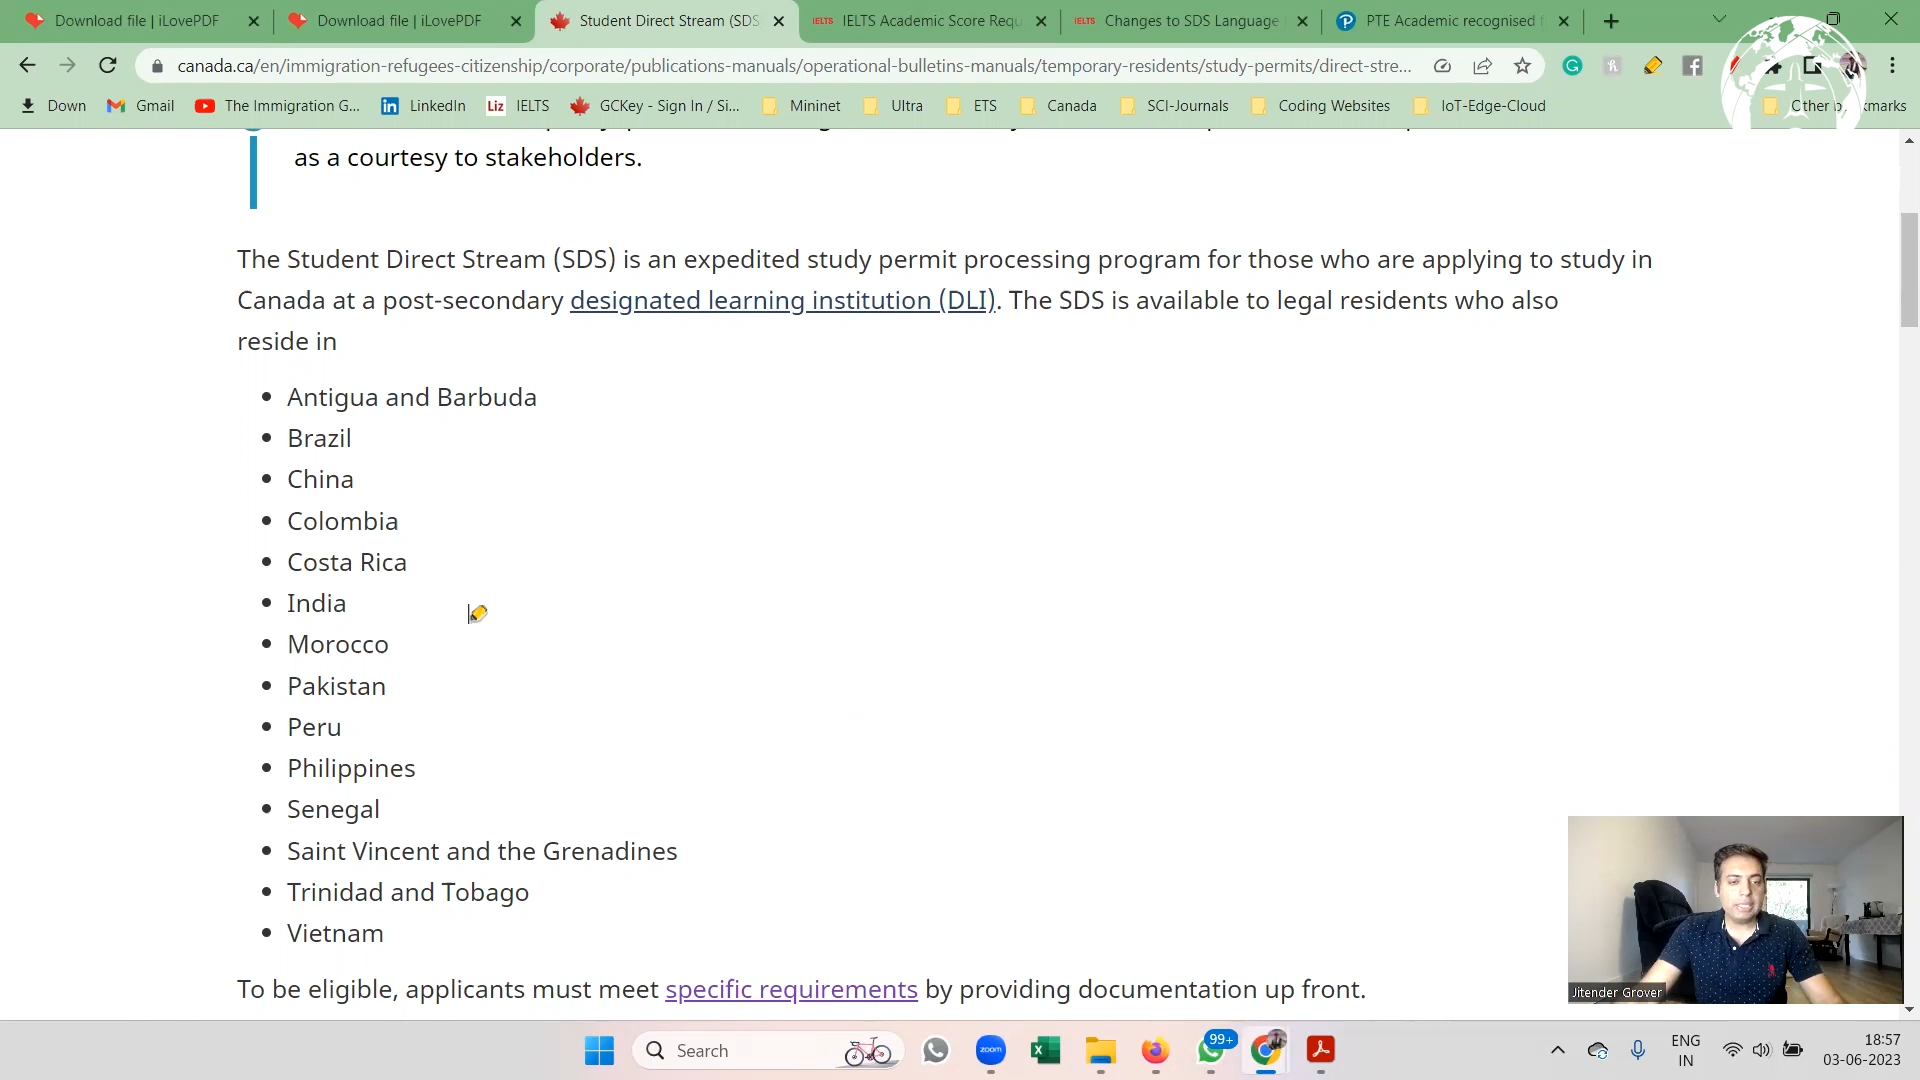 Download file | iLovePDF
Download file | iLovePDF
Student Direct Stream (SDS
IELTS
IELTS Academic Score Requ
IELTS
Changes to SDS Language
PTE Academic recognised
canada.ca/en/immigration-refugees-citizenship/corporate/publications-manuals/operational-bulletins-manuals/temporary-residents/study-permits/direct-stre...
Down
Gmail
The Immigration G...
LinkedIn
Liz
IELTS
GCKey - Sign In / Si...
Mininet
Ultra
ETS
Canada
SCI-Journals
Coding Websites
IoT-Edge-Cloud
as a courtesy to stakeholders.
The Student Direct Stream (SDS) is an expedited study permit processing program for those who are applying to study in
Canada at a post-secondary designated learning institution (DLI). The SDS is available to legal residents who also
reside in
• Antigua and Barbuda
• Brazil
• China
• Colombia
• Costa Rica
• India
• Morocco
• Pakistan
• Peru
• Philippines
• Senegal
• Saint Vincent and the Grenadines
• Trinidad and Tobago
• Vietnam
To be eligible, applicants must meet specific requirements by providing documentation up front.
Jitender Grover
Search
zoom
99+
ENG
IN
18:57
03-06-2023